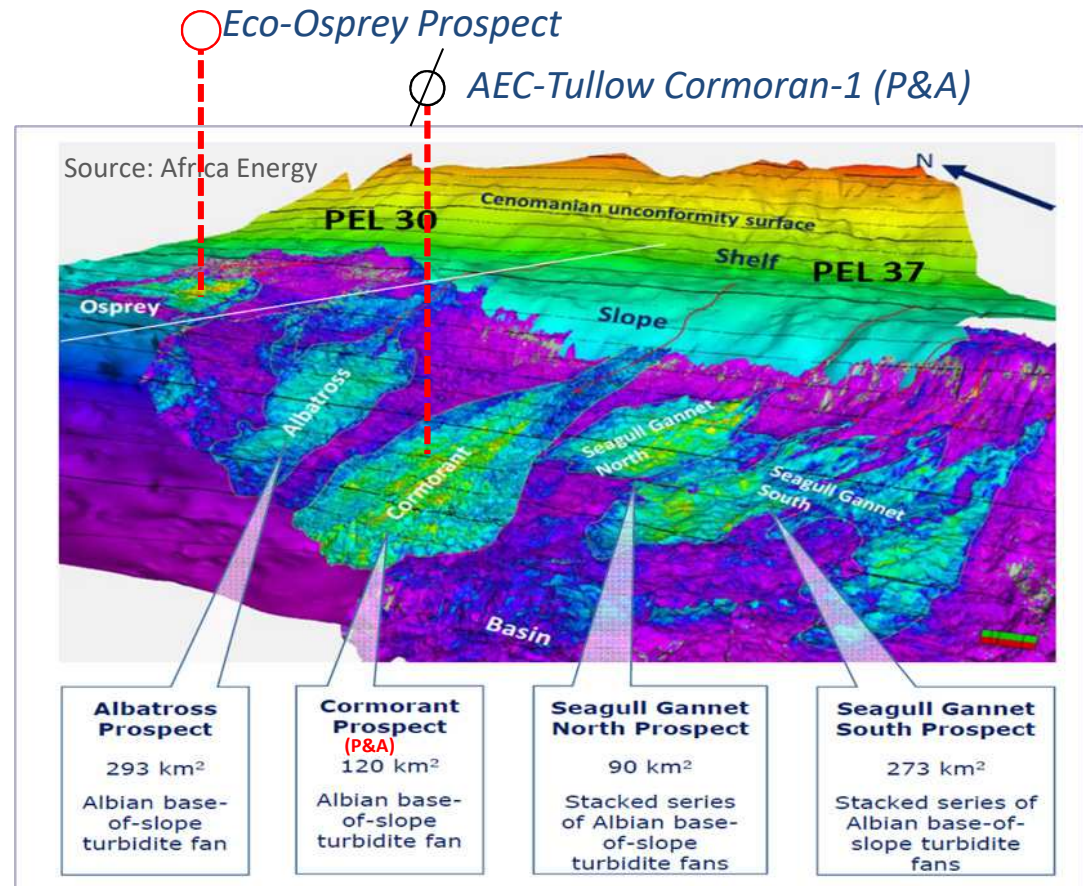 Eco-Osprey Prospect
AEC-Tullow Cormoran-1 (P&A)
Source: Africa Energy
N
Cenomanian unconformity surface
PEL 30
Shelf
PEL 37
Osprey
Slope
Albatross
Cormorant
Seagull Gannet
North
Seagull Gannet
South
Basin
Albatross
Prospect
293 km²
Albian base-
of-slope
turbidite fan
Cormorant
Prospect
(P&A)
120 km²
Albian base-
of-slope
turbidite fan
Seagull Gannet
North Prospect
90 km²
Stacked series
of Albian base-
of-slope
turbidite fans
Seagull Gannet
South Prospect
273 km²
Stacked series of
Albian base-of-
slope turbidite
fans